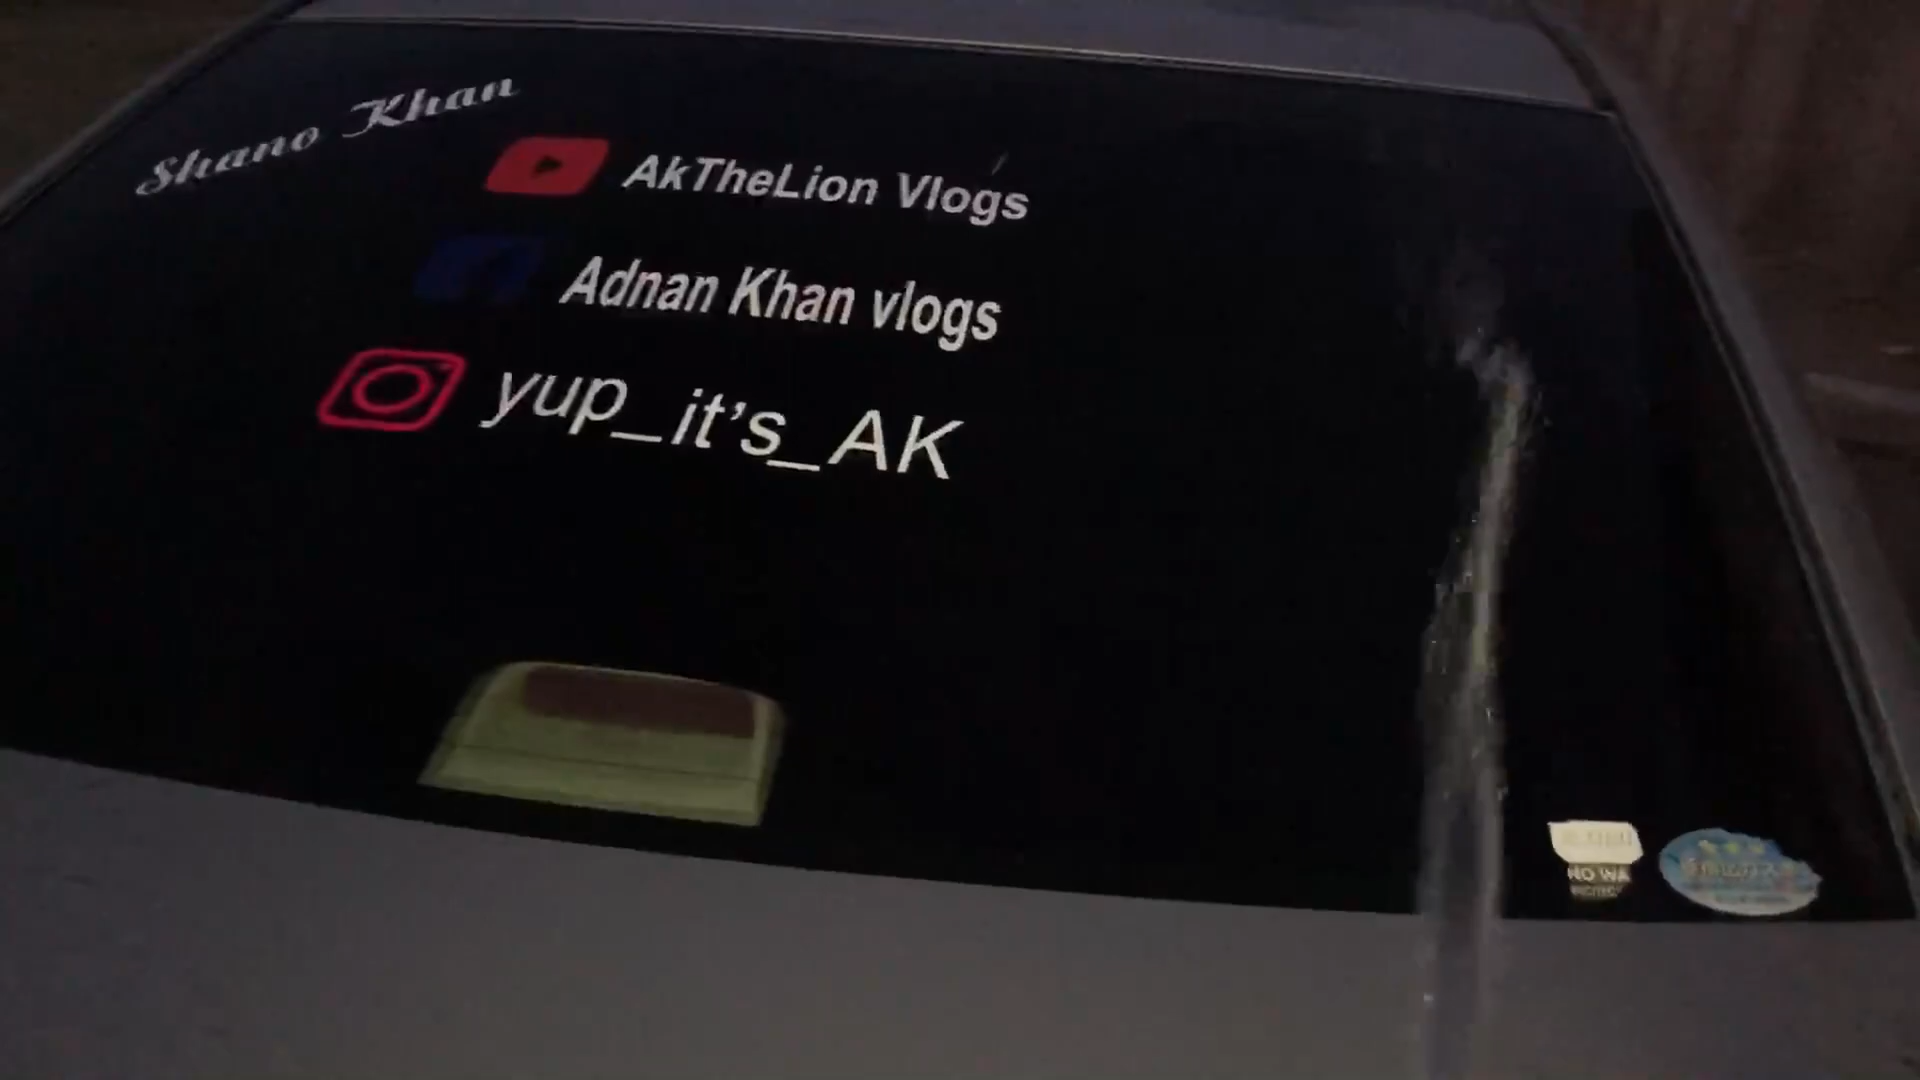 Shano Khan
AkTheLion Vlogs
Adnan Khan vlogs
yup_it’s_AK
NO WA